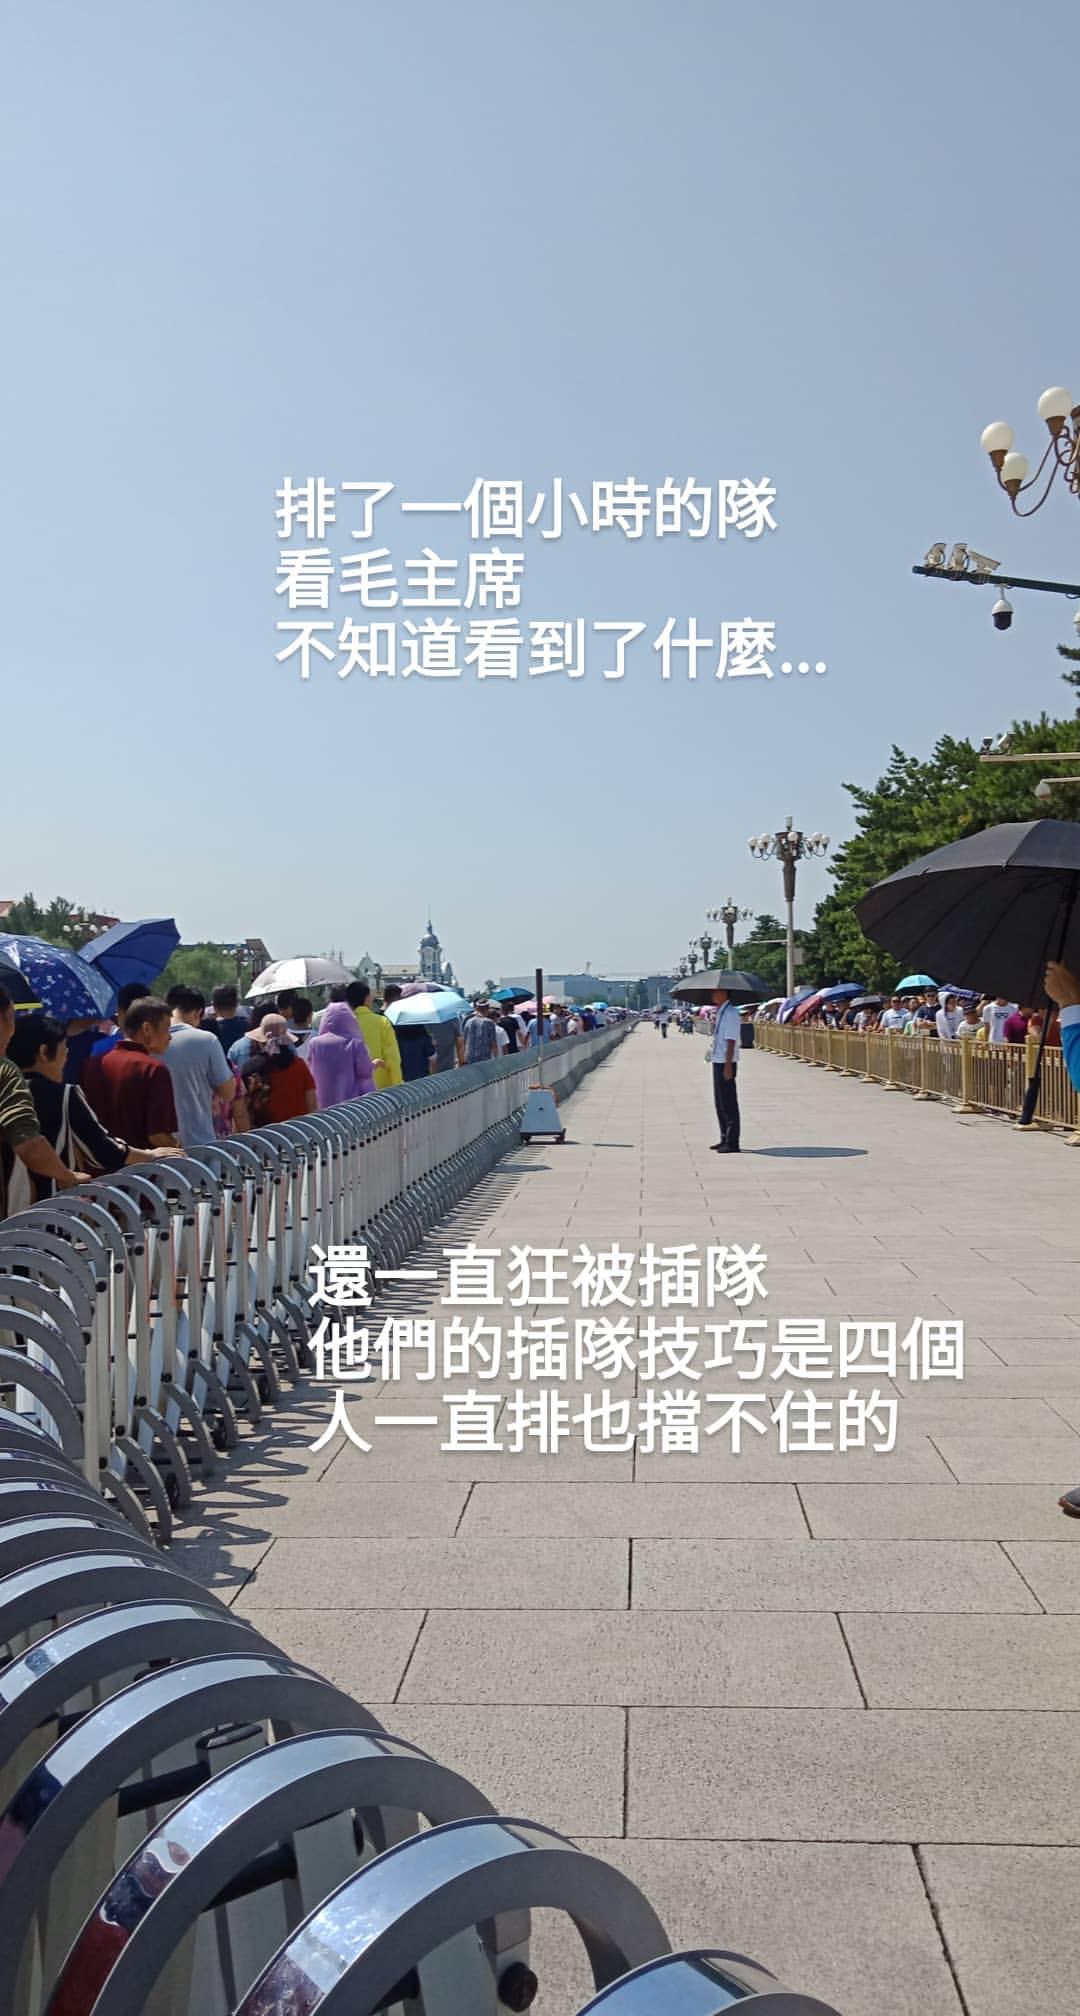 排了一個小時的隊
看毛主席
不知道看到了什麼...
還一直狂被插隊
他們的插隊技巧是四個
人一直排也擋不住的